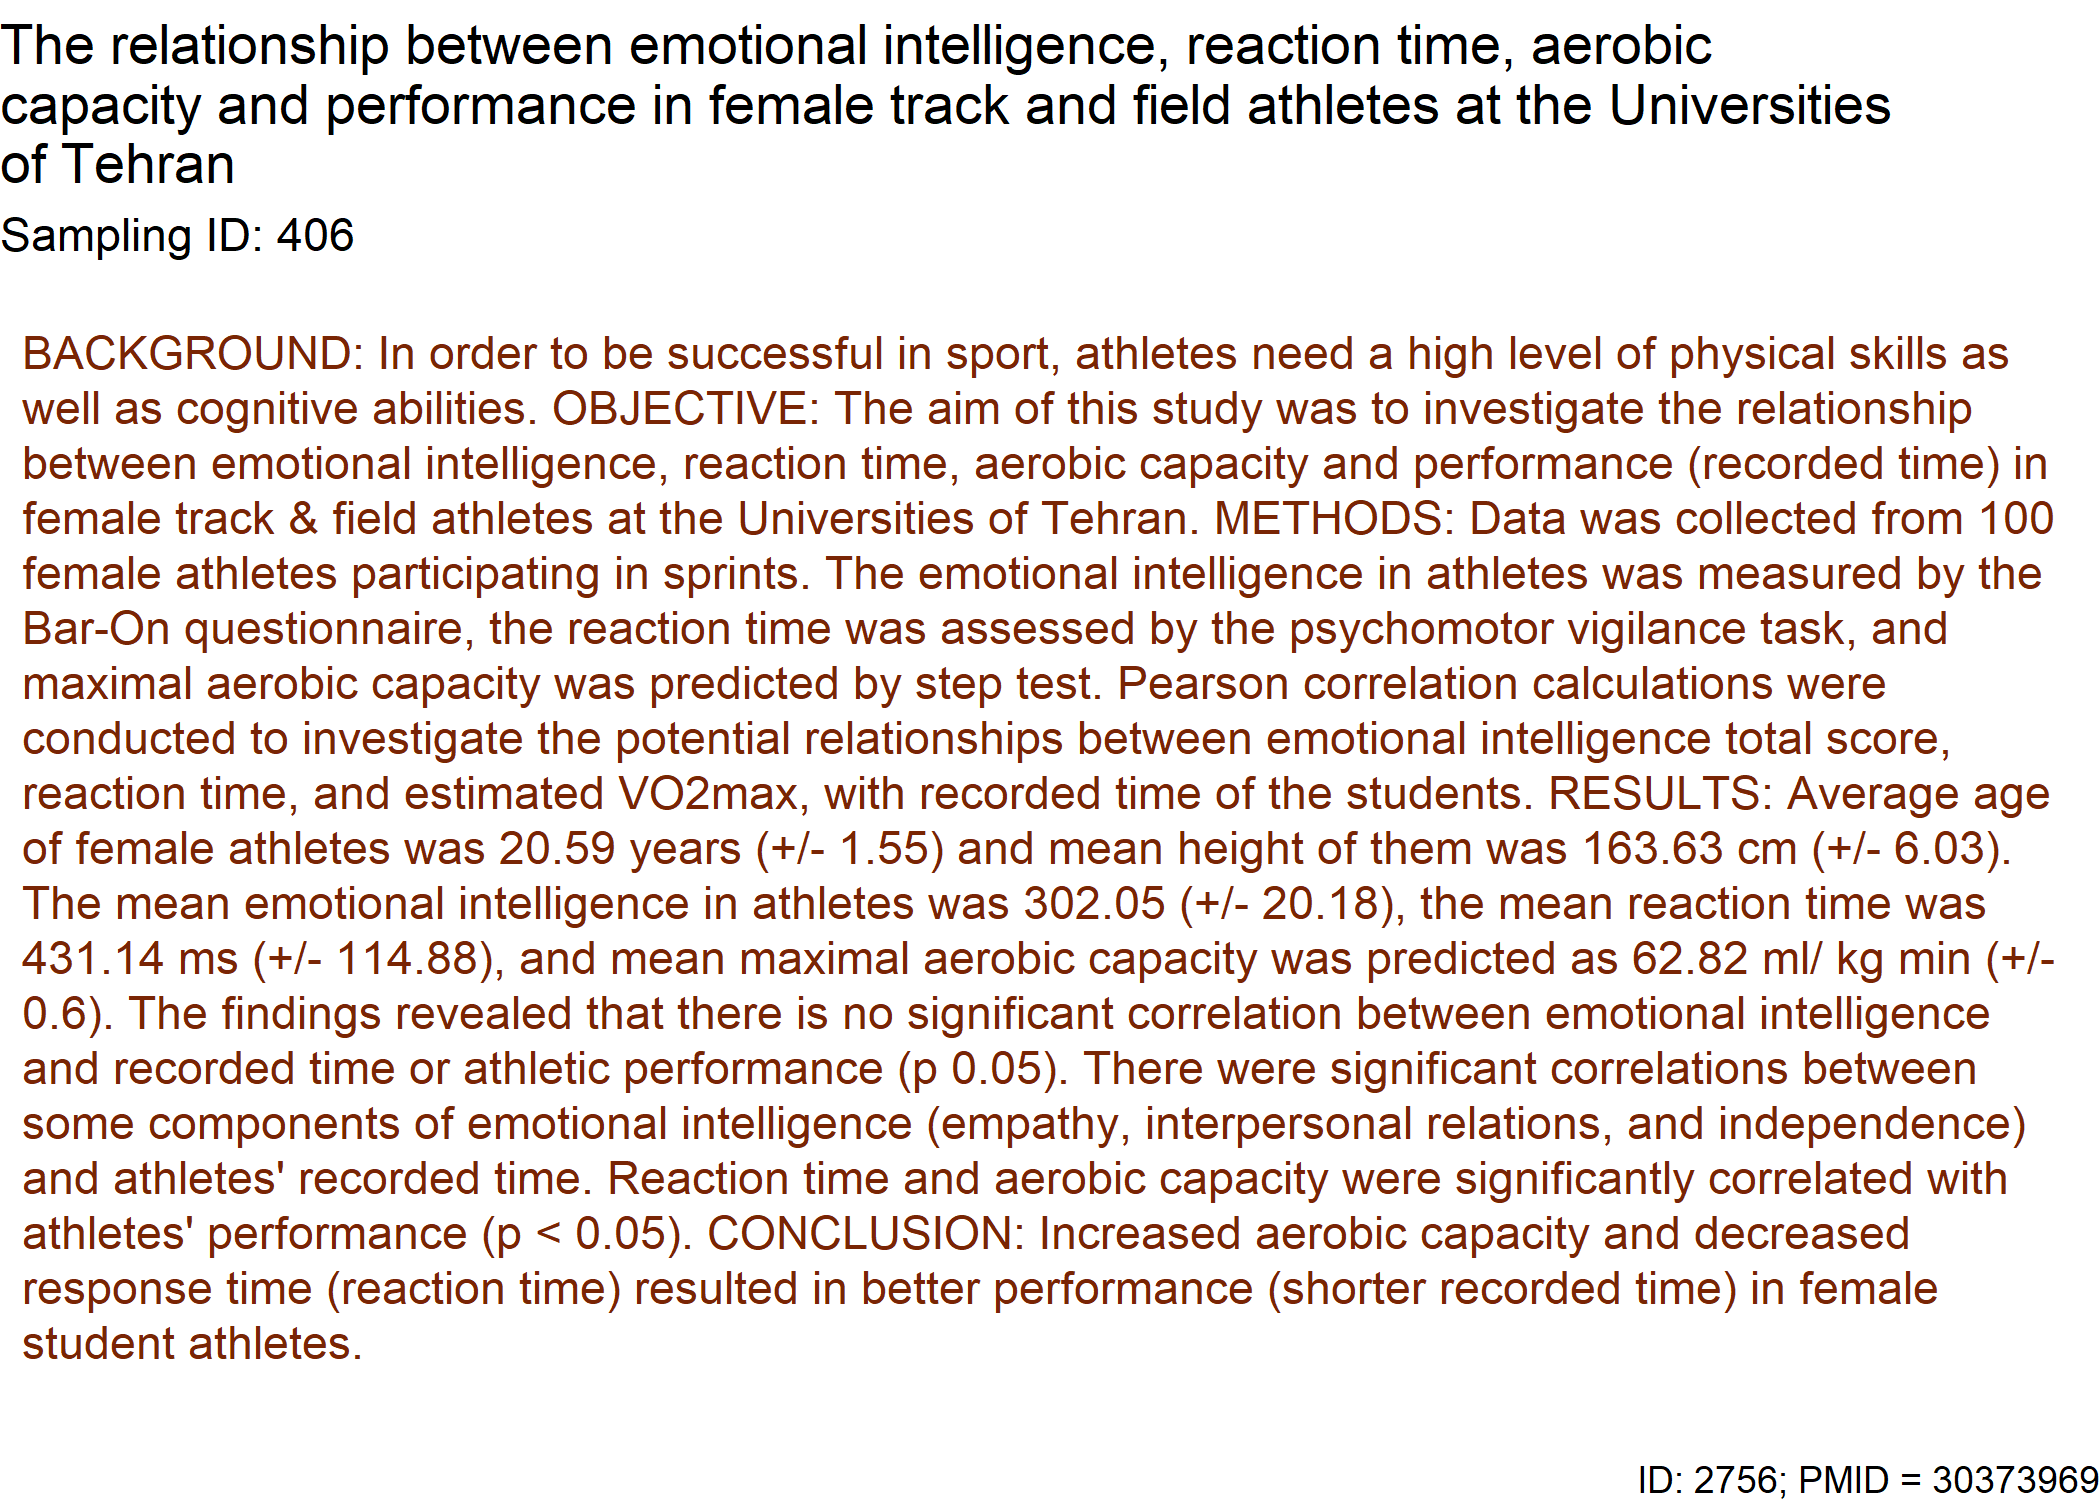 The relationship between emotional intelligence, reaction time, aerobic
capacity and performance in female track and field athletes at the Universities
of Tehran
Sampling ID: 406
BACKGROUND: In order to be successful in sport, athletes need a high level of physical skills as
well as cognitive abilities. OBJECTIVE: The aim of this study was to investigate the relationship
between emotional intelligence, reaction time, aerobic capacity and performance (recorded time) in
female track & field athletes at the Universities of Tehran. METHODS: Data was collected from 100
female athletes participating in sprints. The emotional intelligence in athletes was measured by the
Bar-On questionnaire, the reaction time was assessed by the psychomotor vigilance task, and
maximal aerobic capacity was predicted by step test. Pearson correlation calculations were
conducted to investigate the potential relationships between emotional intelligence total score,
reaction time, and estimated VO2max, with recorded time of the students. RESULTS: Average age
of female athletes was 20.59 years (+/- 1.55) and mean height of them was 163.63 cm (+/- 6.03).
The mean emotional intelligence in athletes was 302.05 (+/- 20.18), the mean reaction time was
431.14 ms (+/- 114.88), and mean maximal aerobic capacity was predicted as 62.82 ml/ kg min (+/-
0.6). The findings revealed that there is no significant correlation between emotional intelligence
and recorded time or athletic performance (p 0.05). There were significant correlations between
some components of emotional intelligence (empathy, interpersonal relations, and independence)
and athletes' recorded time. Reaction time and aerobic capacity were significantly correlated with
athletes' performance (p < 0.05). CONCLUSION: Increased aerobic capacity and decreased
response time (reaction time) resulted in better performance (shorter recorded time) in female
student athletes.
ID: 2756; PMID = 30373969